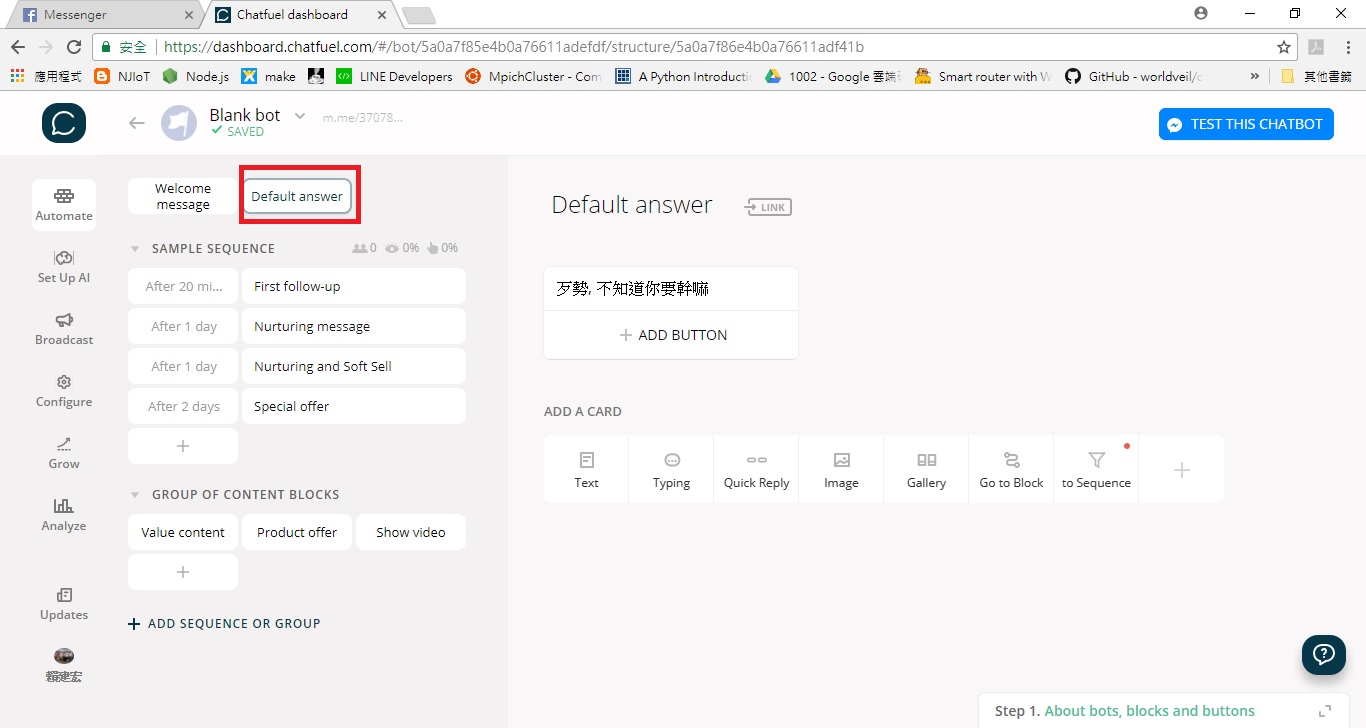 Messenger
Chatfuel dashboard
安全 https://dashboard.chatfuel.com/#/bot/5a0a7f85e4b0a76611adefdf/structure/5a0a7f86e4b0a76611adf41b
應用程式 NJIoT Node.js make LINE Developers MpichCluster - Com A Python Introducti 1002 - Google 雲端 Smart router with W GitHub - worldveil/ » 其他書籤
Blank bot m.me/37078...
SAVED
TEST THIS CHATBOT
Automate
Set Up AI
Broadcast
Configure
Grow
Analyze
Updates
賴建宏
Welcome
message
Default answer
SAMPLE SEQUENCE 0 0% 0%
After 20 mi... First follow-up
After 1 day Nurturing message
After 1 day Nurturing and Soft Sell
After 2 days Special offer
GROUP OF CONTENT BLOCKS
Value content Product offer Show video
ADD SEQUENCE OR GROUP
Default answer LINK
歹勢, 不知道你要幹嘛
ADD BUTTON
ADD A CARD
Text Typing Quick Reply Image Gallery Go to Block to Sequence
Step 1. About bots, blocks and buttons